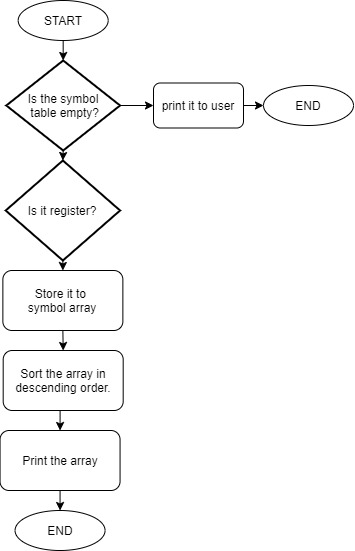 START
Is the symbol
table empty?
print it to user
END
Is it register?
Store it to
symbol array
Sort the array in
descending order.
Print the array
END